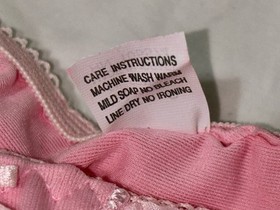 CARE INSTRUCTIONS
MACHINE WASH WARM
MILD SOAP NO BLEACH
LINE DRY NO IRONING